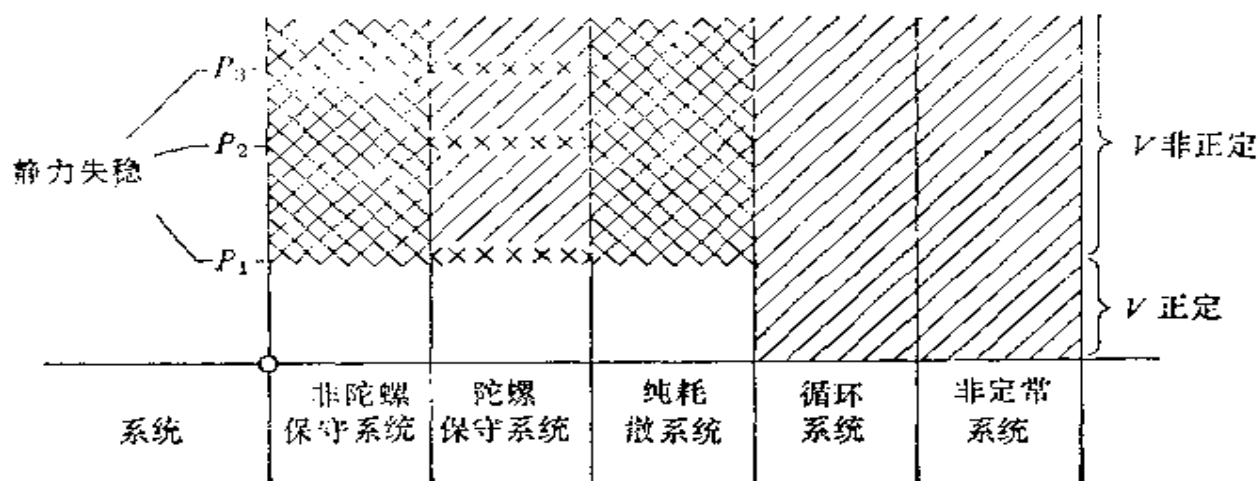 P₃
P₂
静力失稳
P₁
V 非正定
V 正定
系统
非陀螺
保守系统
陀螺
保守系统
纯耗
散系统
循环
系统
非定常
系统